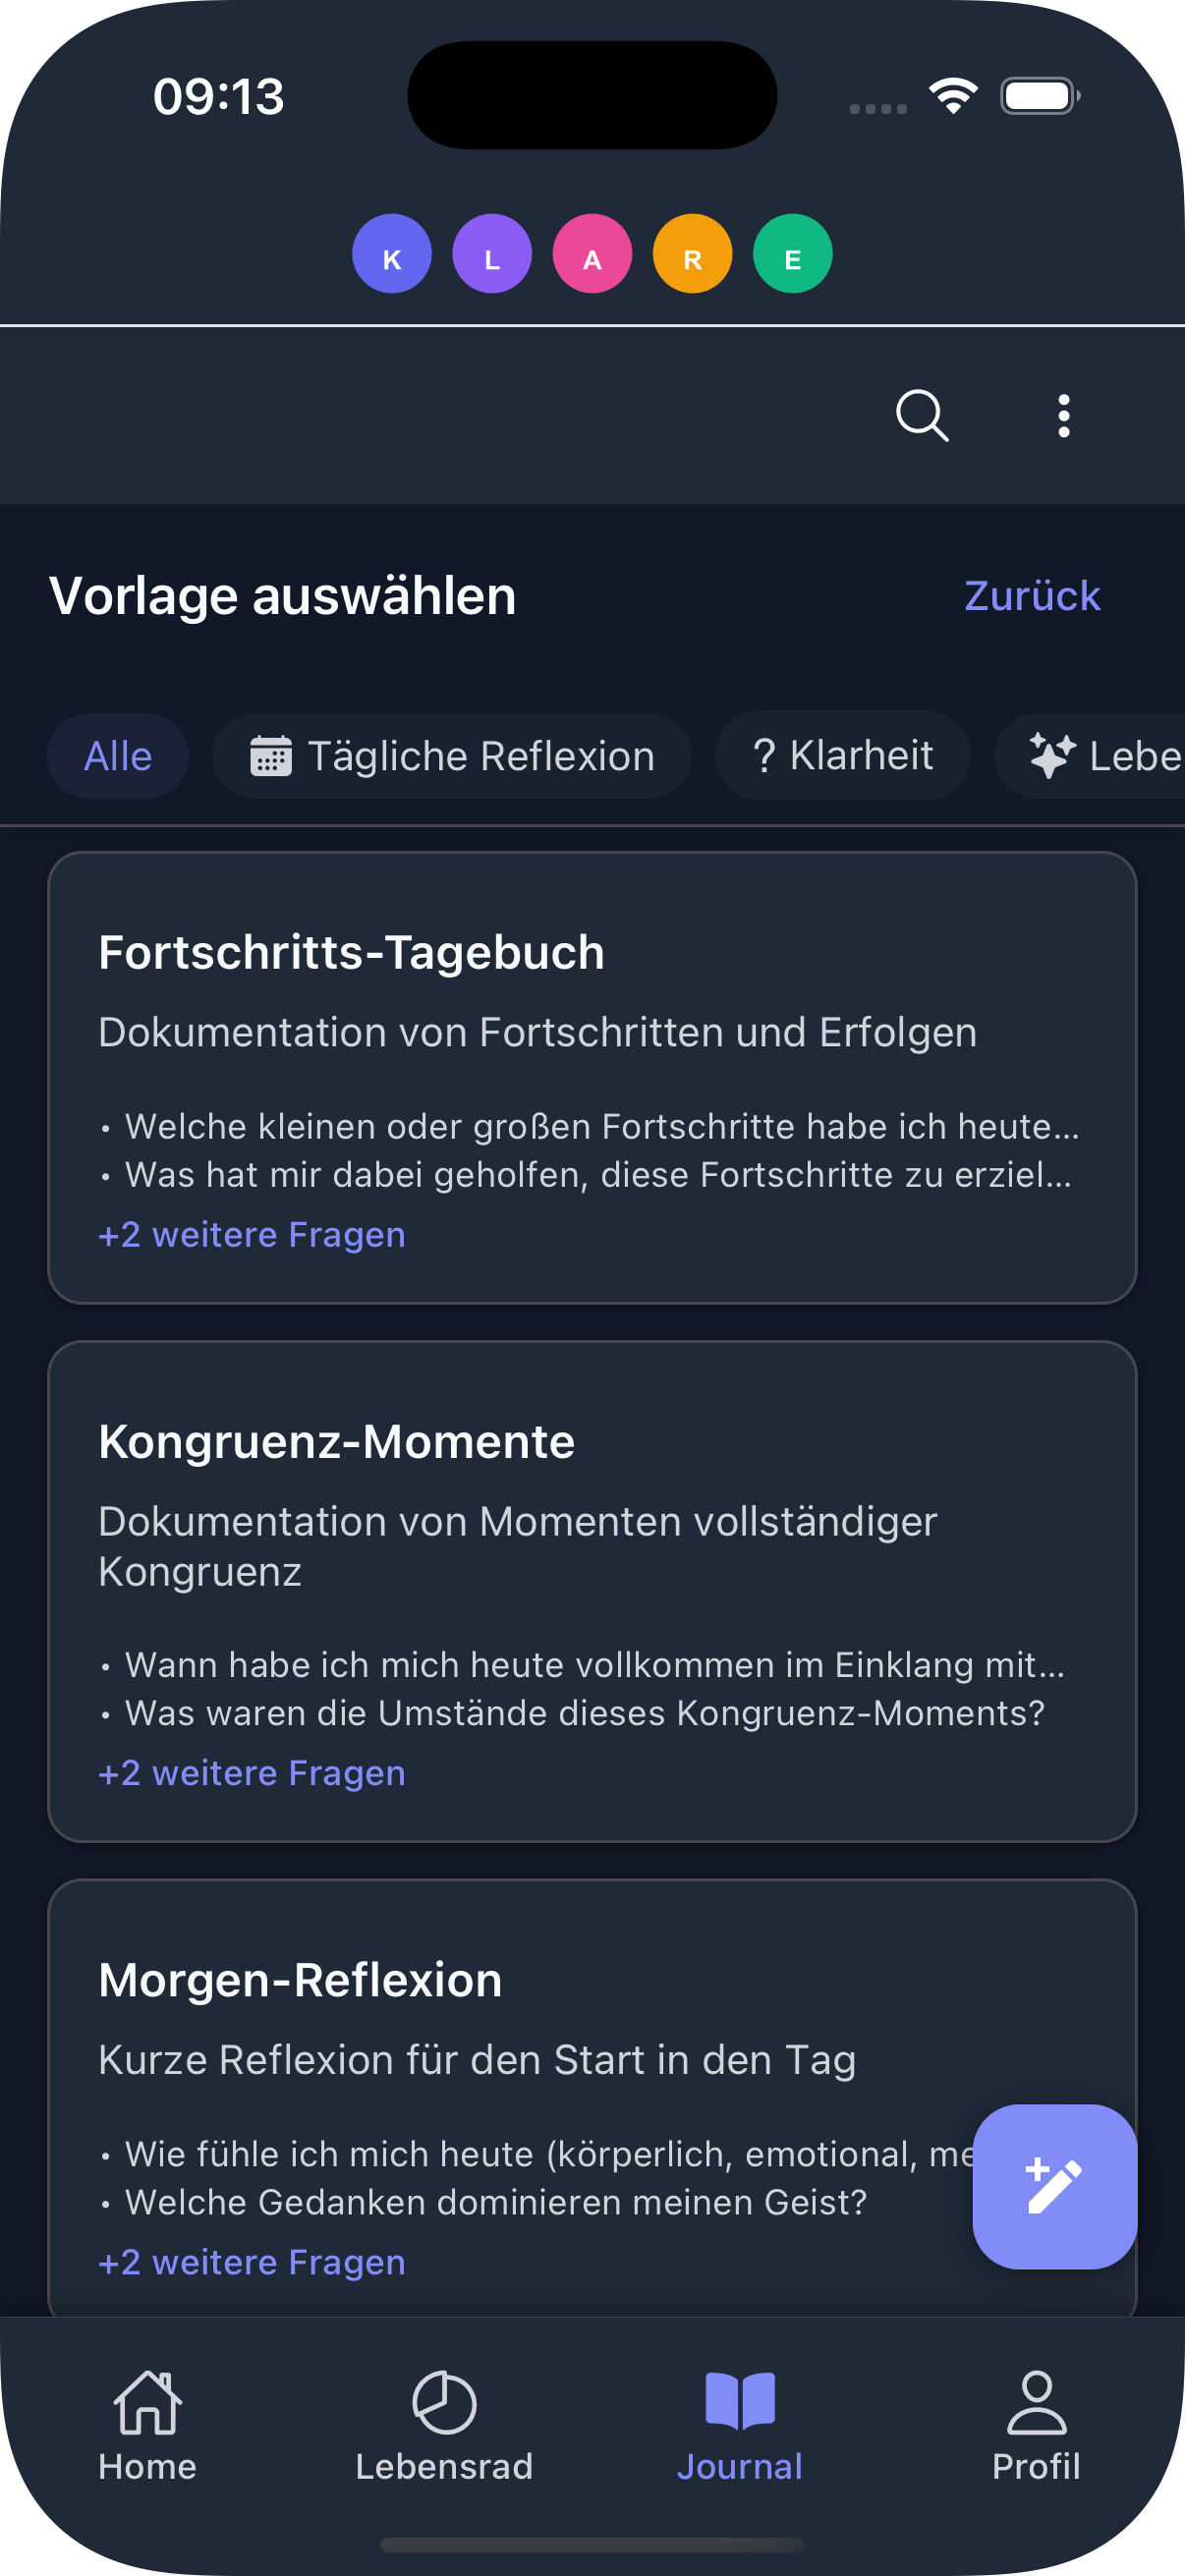 09:13
K L A R E
Vorlage auswählen
Zurück
Alle
Tägliche Reflexion
? Klarheit
Lebe
Fortschritts-Tagebuch
Dokumentation von Fortschritten und Erfolgen
• Welche kleinen oder großen Fortschritte habe ich heute...
• Was hat mir dabei geholfen, diese Fortschritte zu erziel...
+2 weitere Fragen
Kongruenz-Momente
Dokumentation von Momenten vollständiger
Kongruenz
• Wann habe ich mich heute vollkommen im Einklang mit...
• Was waren die Umstände dieses Kongruenz-Moments?
+2 weitere Fragen
Morgen-Reflexion
Kurze Reflexion für den Start in den Tag
• Wie fühle ich mich heute (körperlich, emotional, me
• Welche Gedanken dominieren meinen Geist?
+2 weitere Fragen
Home
Lebensrad
Journal
Profil